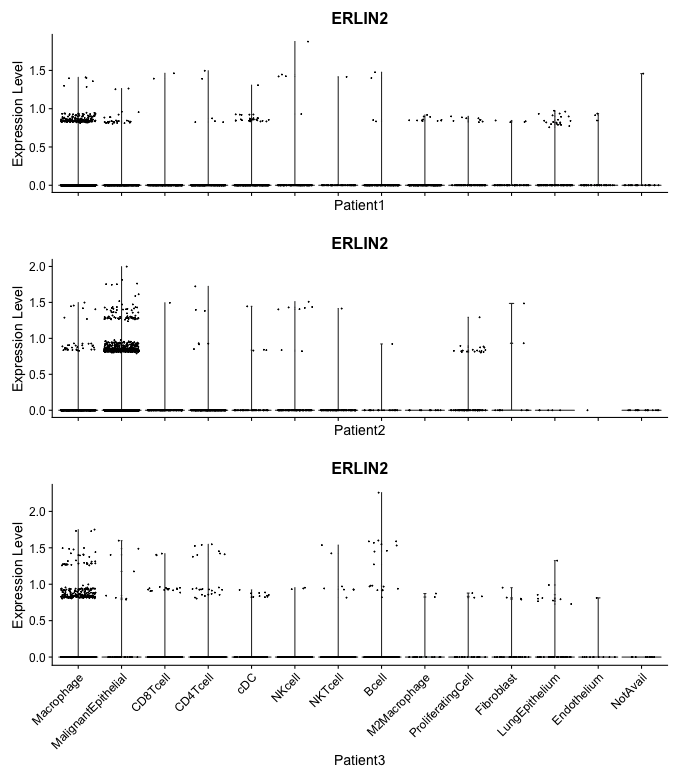 ERLIN2
Expression Level
1.5
1.0
0.5
0.0
Patient1
ERLIN2
Expression Level
2.0
1.5
1.0
0.5
0.0
Patient2
ERLIN2
Expression Level
2.0
1.5
1.0
0.5
0.0
Macrophage
MalignantEpithelial
CD8Tcell
CD4Tcell
cDC
NKcell
NKTcell
Bcell
M2Macrophage
ProliferatingCell
Fibroblast
LungEpithelium
Endothelium
NotAvail
Patient3